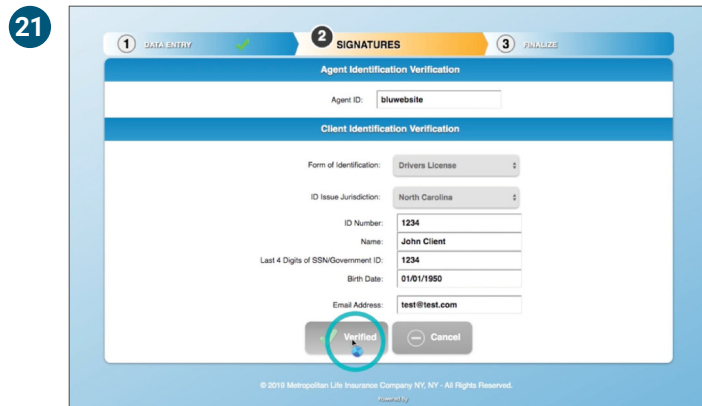 21
1 DATA ENTRY 2 SIGNATURES 3 FINALIZE
Agent Identification Verification
Agent ID: bluwebsite
Client Identification Verification
Form of Identification: Drivers License
ID Issue Jurisdiction: North Carolina
ID Number: 1234
Name: John Client
Last 4 Digits of SSN/Government ID: 1234
Birth Date: 01/01/1950
Email Address: test@test.com
Verified Cancel
© 2019 Metropolitan Life Insurance Company NY, NY - All Rights Reserved.
Powered by